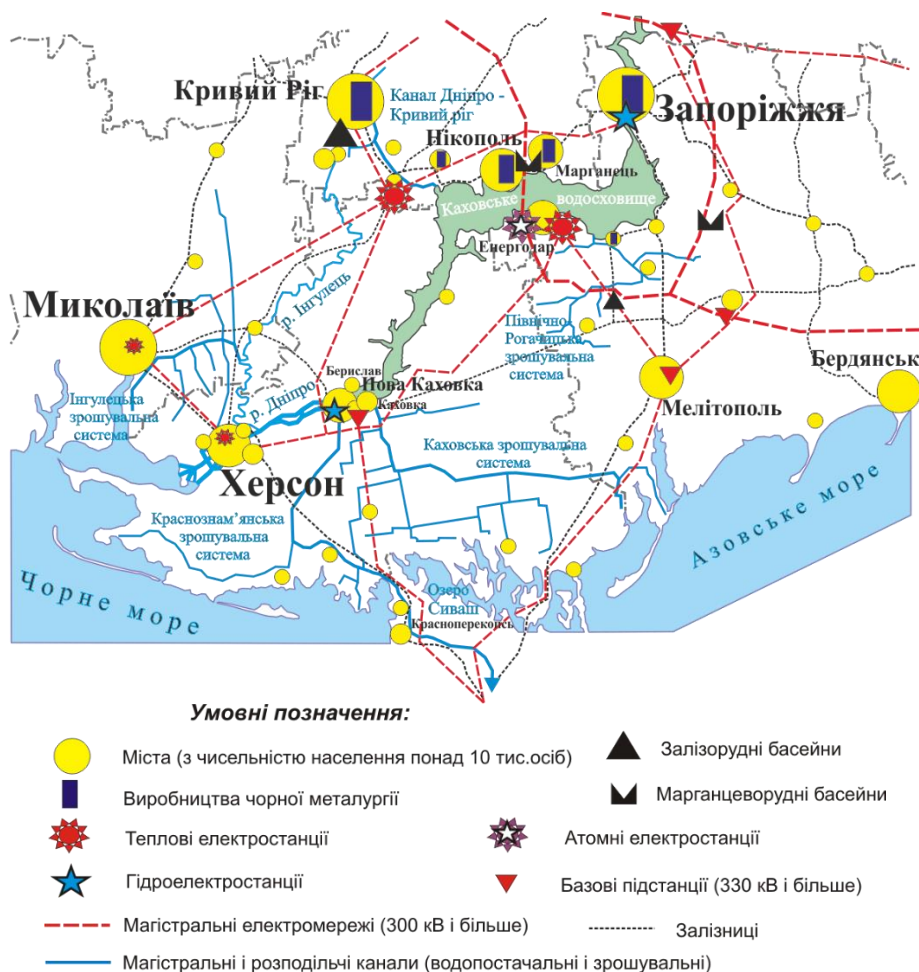 Кривий Ріг
Канал Дніпро -
Кривий ріг
Запоріжжя
Нікополь
Марганець
Каховське
водосховище
Енергодар
р. Інгулець
Миколаїв
Північно-
Рогачицька
зрошувальна
система
Бердянськ
Берислав
Нова Каховка
Каховка
р. Дніпро
Мелітополь
Інгулецька
зрошувальна
система
Херсон
Каховська зрошувальна
система
Краснознам'янська
зрошувальна
система
Азовське море
Чорне море
Озеро
Сиваш
Красноперекопськ
Умовні позначення:
Міста (з чисельністю населення понад 10 тис.осіб)
Залізорудні басейни
Виробництва чорної металургії
Марганцеворудні басейни
Теплові електростанції
Атомні електростанції
Гідроелектростанції
Базові підстанції (330 кВ і більше)
Магістральні електромережі (300 кВ і більше)
Залізниці
Магістральні і розподільчі канали (водопостачальні і зрошувальні)